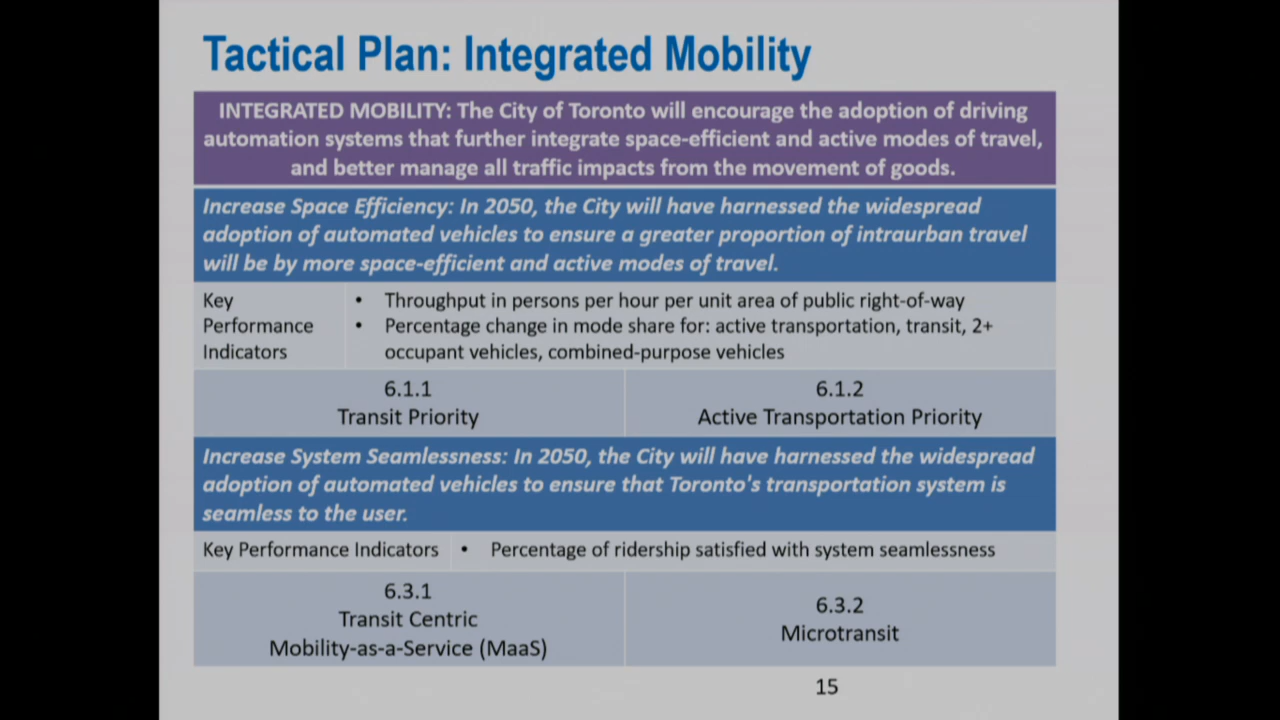 Tactical Plan: Integrated Mobility
INTEGRATED MOBILITY: The City of Toronto will encourage the adoption of driving
automation systems that further integrate space-efficient and active modes of travel,
and better manage all traffic impacts from the movement of goods.
Increase Space Efficiency: In 2050, the City will have harnessed the widespread
adoption of automated vehicles to ensure a greater proportion of intraurban travel
will be by more space-efficient and active modes of travel.
Key
Performance
Indicators
• Throughput in persons per hour per unit area of public right-of-way
• Percentage change in mode share for: active transportation, transit, 2+
occupant vehicles, combined-purpose vehicles
6.1.1
Transit Priority
6.1.2
Active Transportation Priority
Increase System Seamlessness: In 2050, the City will have harnessed the widespread
adoption of automated vehicles to ensure that Toronto's transportation system is
seamless to the user.
Key Performance Indicators
• Percentage of ridership satisfied with system seamlessness
6.3.1
Transit Centric
Mobility-as-a-Service (MaaS)
6.3.2
Microtransit
15